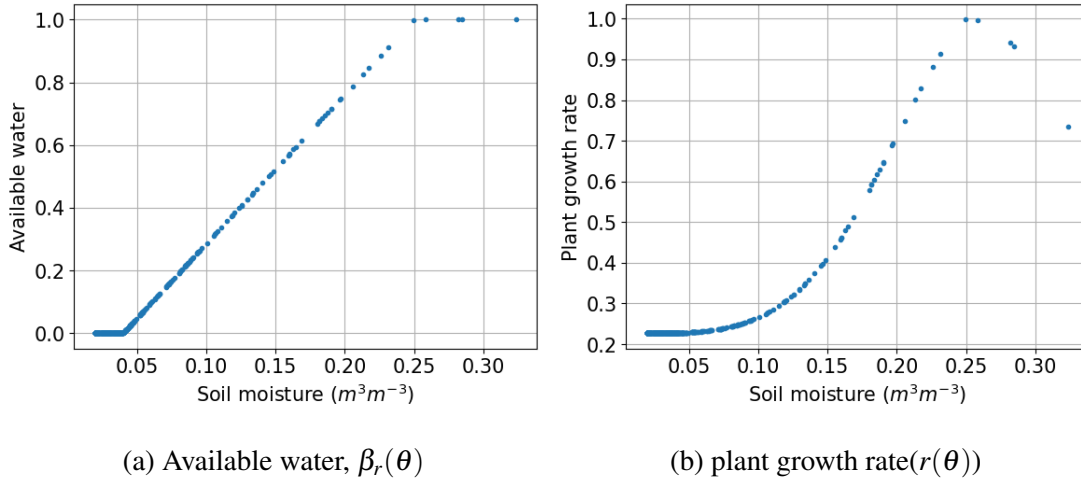 1.0
0.8
0.6
0.4
0.2
0.0
Available water
0.05 0.10 0.15 0.20 0.25 0.30
Soil moisture (m³m⁻³)
(a) Available water, βᵣ(θ)
1.0
0.9
0.8
0.7
0.6
0.5
0.4
0.3
0.2
Plant growth rate
0.05 0.10 0.15 0.20 0.25 0.30
Soil moisture (m³m⁻³)
(b) plant growth rate(r(θ))